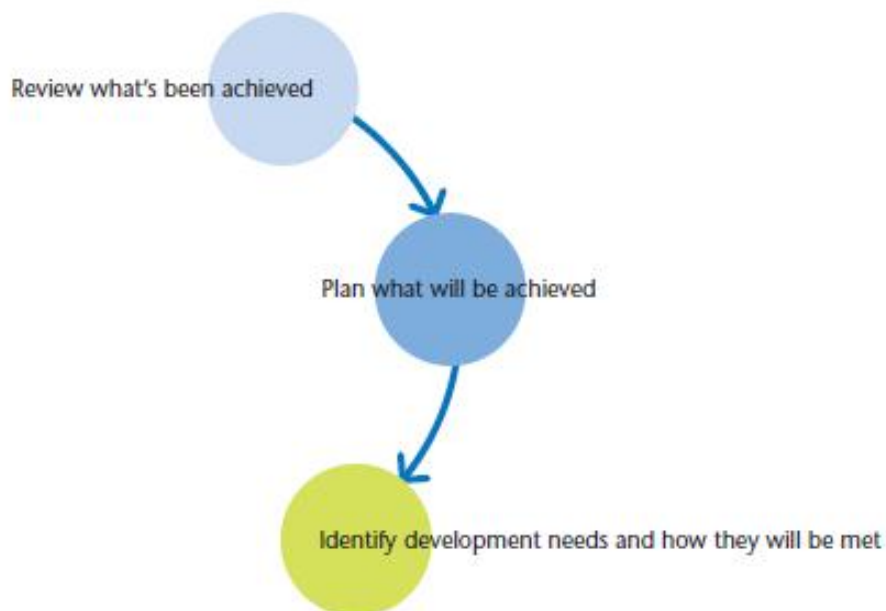 Review what's been achieved
Plan what will be achieved
Identify development needs and how they will be met